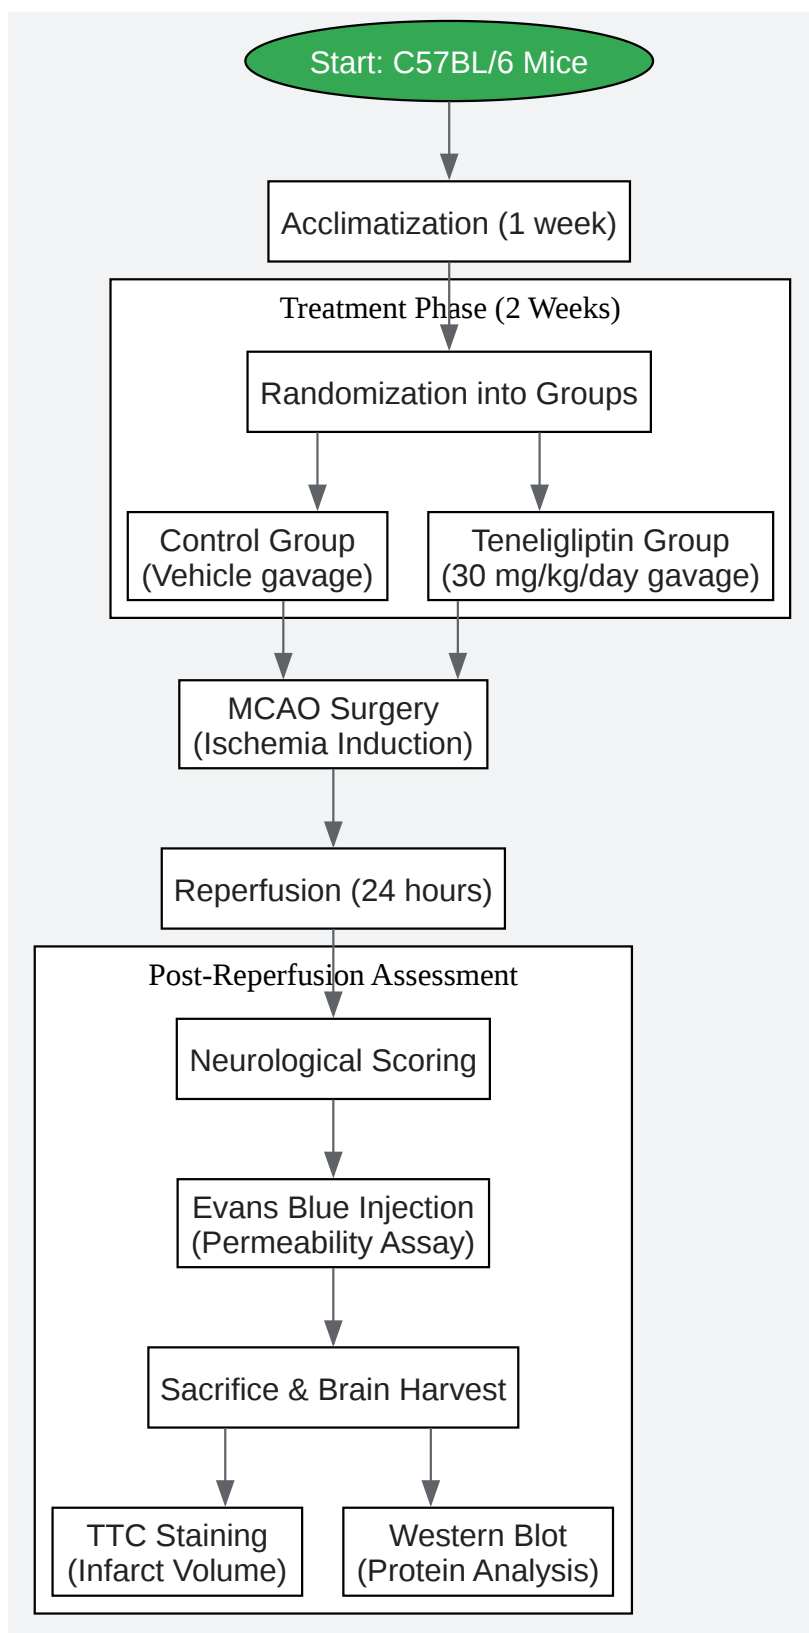 Start: C57BL/6 Mice
Acclimatization (1 week)
Treatment Phase (2 Weeks)
Randomization into Groups
Control Group
(Vehicle gavage)
Teneligliptin Group
(30 mg/kg/day gavage)
MCAO Surgery
(Ischemia Induction)
Reperfusion (24 hours)
Post-Reperfusion Assessment
Neurological Scoring
Evans Blue Injection
(Permeability Assay)
Sacrifice & Brain Harvest
TTC Staining
(Infarct Volume)
Western Blot
(Protein Analysis)